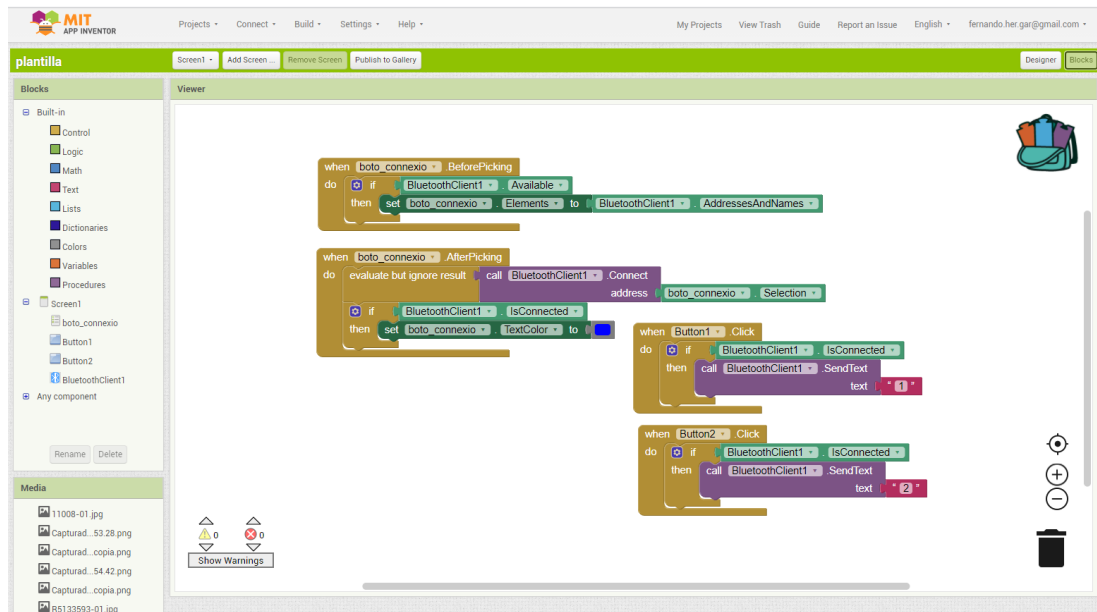 MIT
APP INVENTOR
Projects Connect Build Settings Help My Projects View Trash Guide Report an Issue English fernando.her.gar@gmail.com
plantilla Screen1 Add Screen ... Remove Screen Publish to Gallery Designer Blocks
Blocks
Built-in
Control
Logic
Math
Text
Lists
Dictionaries
Colors
Variables
Procedures
Screen1
boto_connexio
Button1
Button2
BluetoothClient1
Any component
Rename Delete
Media
11008-01.jpg
Capturad...53.28.png
Capturad...copia.png
Capturad...54.42.png
Capturad...copia.png
R5133593-01.jpg
Viewer
when boto_connexio .BeforePicking
do if BluetoothClient1 . Available
then set boto_connexio . Elements to BluetoothClient1 . AddressesAndNames
when boto_connexio .AfterPicking
do evaluate but ignore result call BluetoothClient1 .Connect
address boto_connexio . Selection
if BluetoothClient1 . IsConnected
then set boto_connexio . TextColor to
when Button1 .Click
do if BluetoothClient1 . IsConnected
then call BluetoothClient1 .SendText
text " 1 "
when Button2 .Click
do if BluetoothClient1 . IsConnected
then call BluetoothClient1 .SendText
text " 2 "
0 0
Show Warnings